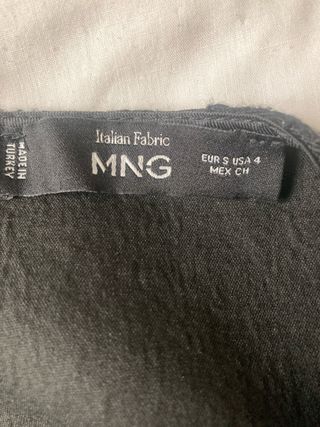 Italian Fabric
MNG
EUR S USA 4
MEX CH
MADE IN
TURKEY